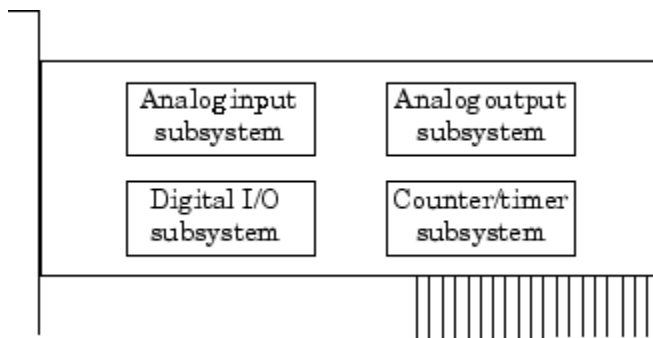 Analog input
subsystem
Analog output
subsystem
Digital I/O
subsystem
Counter/timer
subsystem